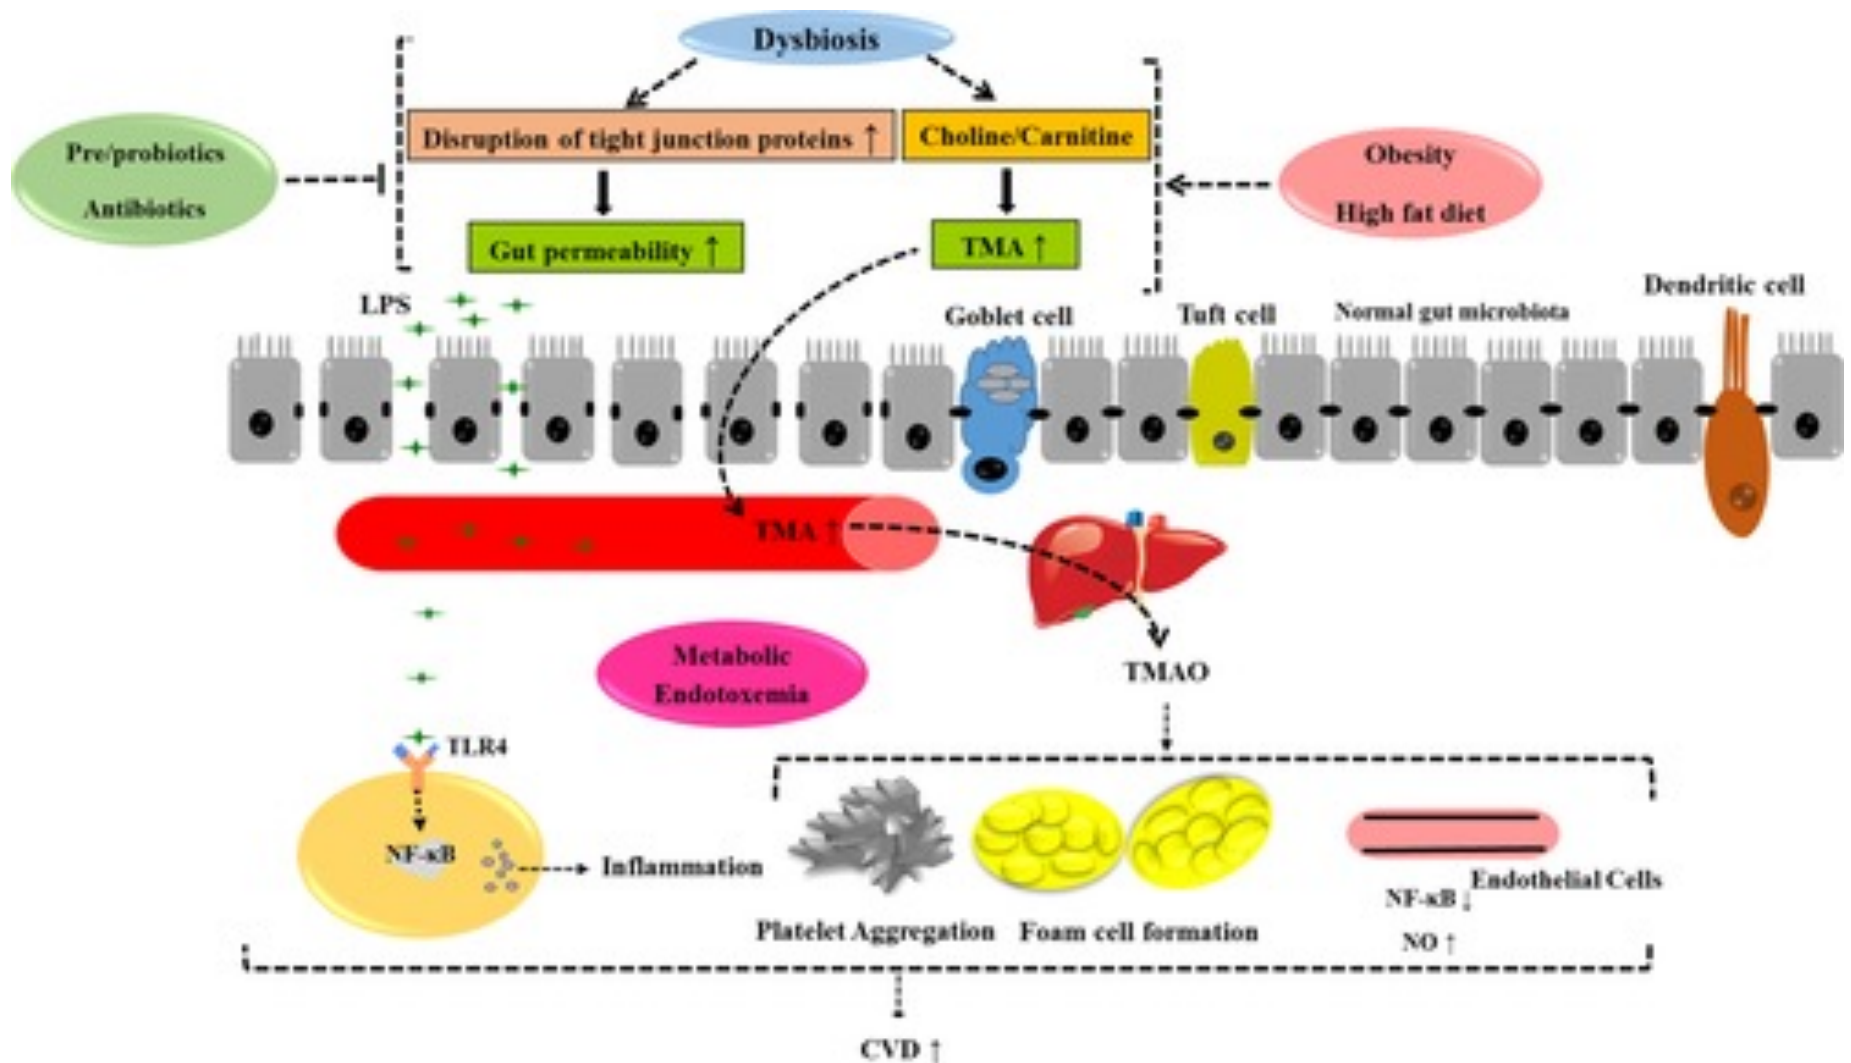 Dysbiosis
Disruption of tight junction proteins ↑
Choline/Carnitine
Pre/probiotics
Antibiotics
Obesity
High fat diet
Gut permeability ↑
TMA ↑
LPS
Goblet cell
Tuft cell
Normal gut microbiota
Dendritic cell
TMA ↑
Metabolic
Endotoxemia
TMAO
TLR4
NF-κB
Inflammation
Platelet Aggregation
Foam cell formation
Endothelial Cells
NF-κB ↓
NO ↑
CVD ↑